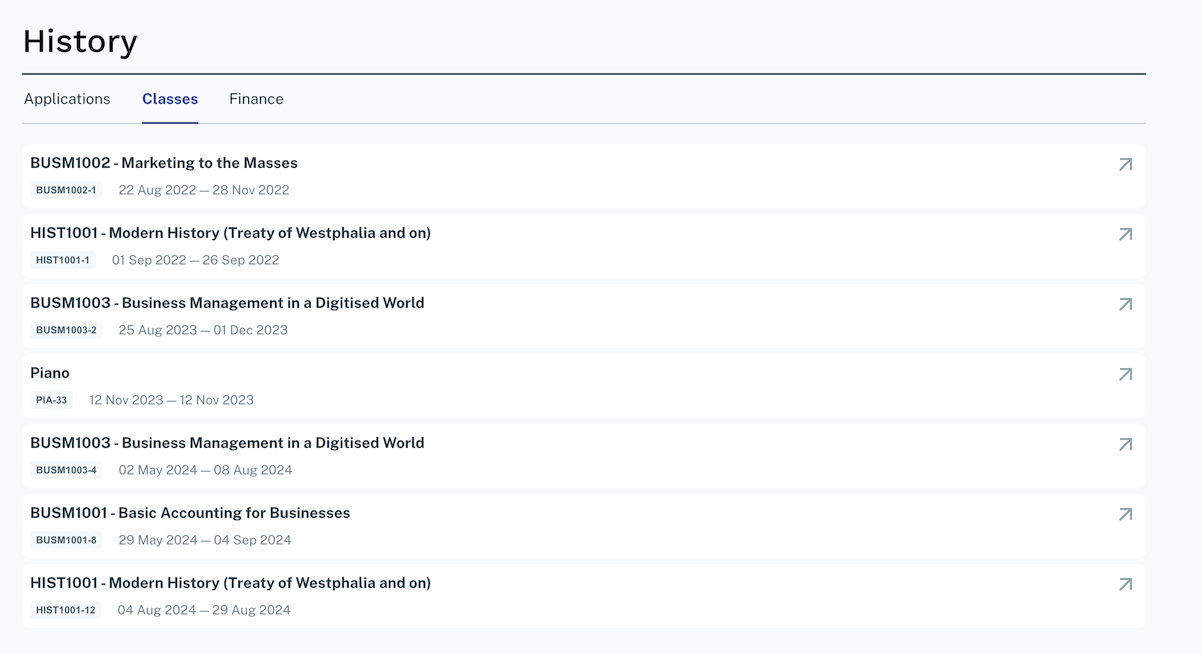 History
Applications Classes Finance
BUSM1002 - Marketing to the Masses
BUSM1002-1 22 Aug 2022 — 28 Nov 2022
HIST1001 - Modern History (Treaty of Westphalia and on)
HIST1001-1 01 Sep 2022 — 26 Sep 2022
BUSM1003 - Business Management in a Digitised World
BUSM1003-2 25 Aug 2023 — 01 Dec 2023
Piano
PIA-33 12 Nov 2023 — 12 Nov 2023
BUSM1003 - Business Management in a Digitised World
BUSM1003-4 02 May 2024 — 08 Aug 2024
BUSM1001 - Basic Accounting for Businesses
BUSM1001-8 29 May 2024 — 04 Sep 2024
HIST1001 - Modern History (Treaty of Westphalia and on)
HIST1001-12 04 Aug 2024 — 29 Aug 2024